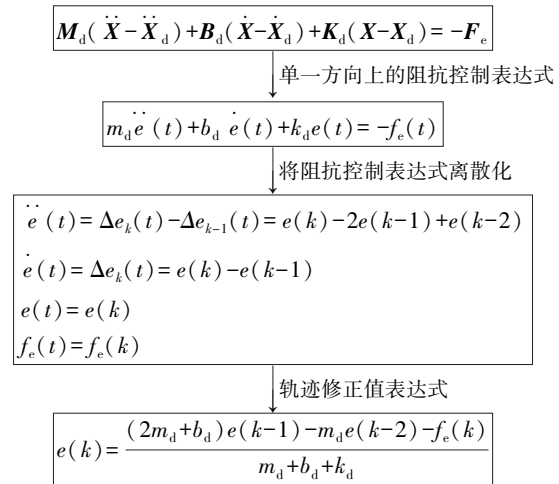 M_d(Ẍ-Ẍ_d)+B_d(Ẋ-Ẋ_d)+K_d(X-X_d)=-F_e
单一方向上的阻抗控制表达式
m_d ë(t)+b_d ė(t)+k_d e(t)=-f_e(t)
将阻抗控制表达式离散化
ë(t)=Δe_k(t)-Δe_{k-1}(t)=e(k)-2e(k-1)+e(k-2)
ė(t)=Δe_k(t)=e(k)-e(k-1)
e(t)=e(k)
f_e(t)=f_e(k)
轨迹修正值表达式
e(k)=\frac{(2m_d+b_d)e(k-1)-m_d e(k-2)-f_e(k)}{m_d+b_d+k_d}